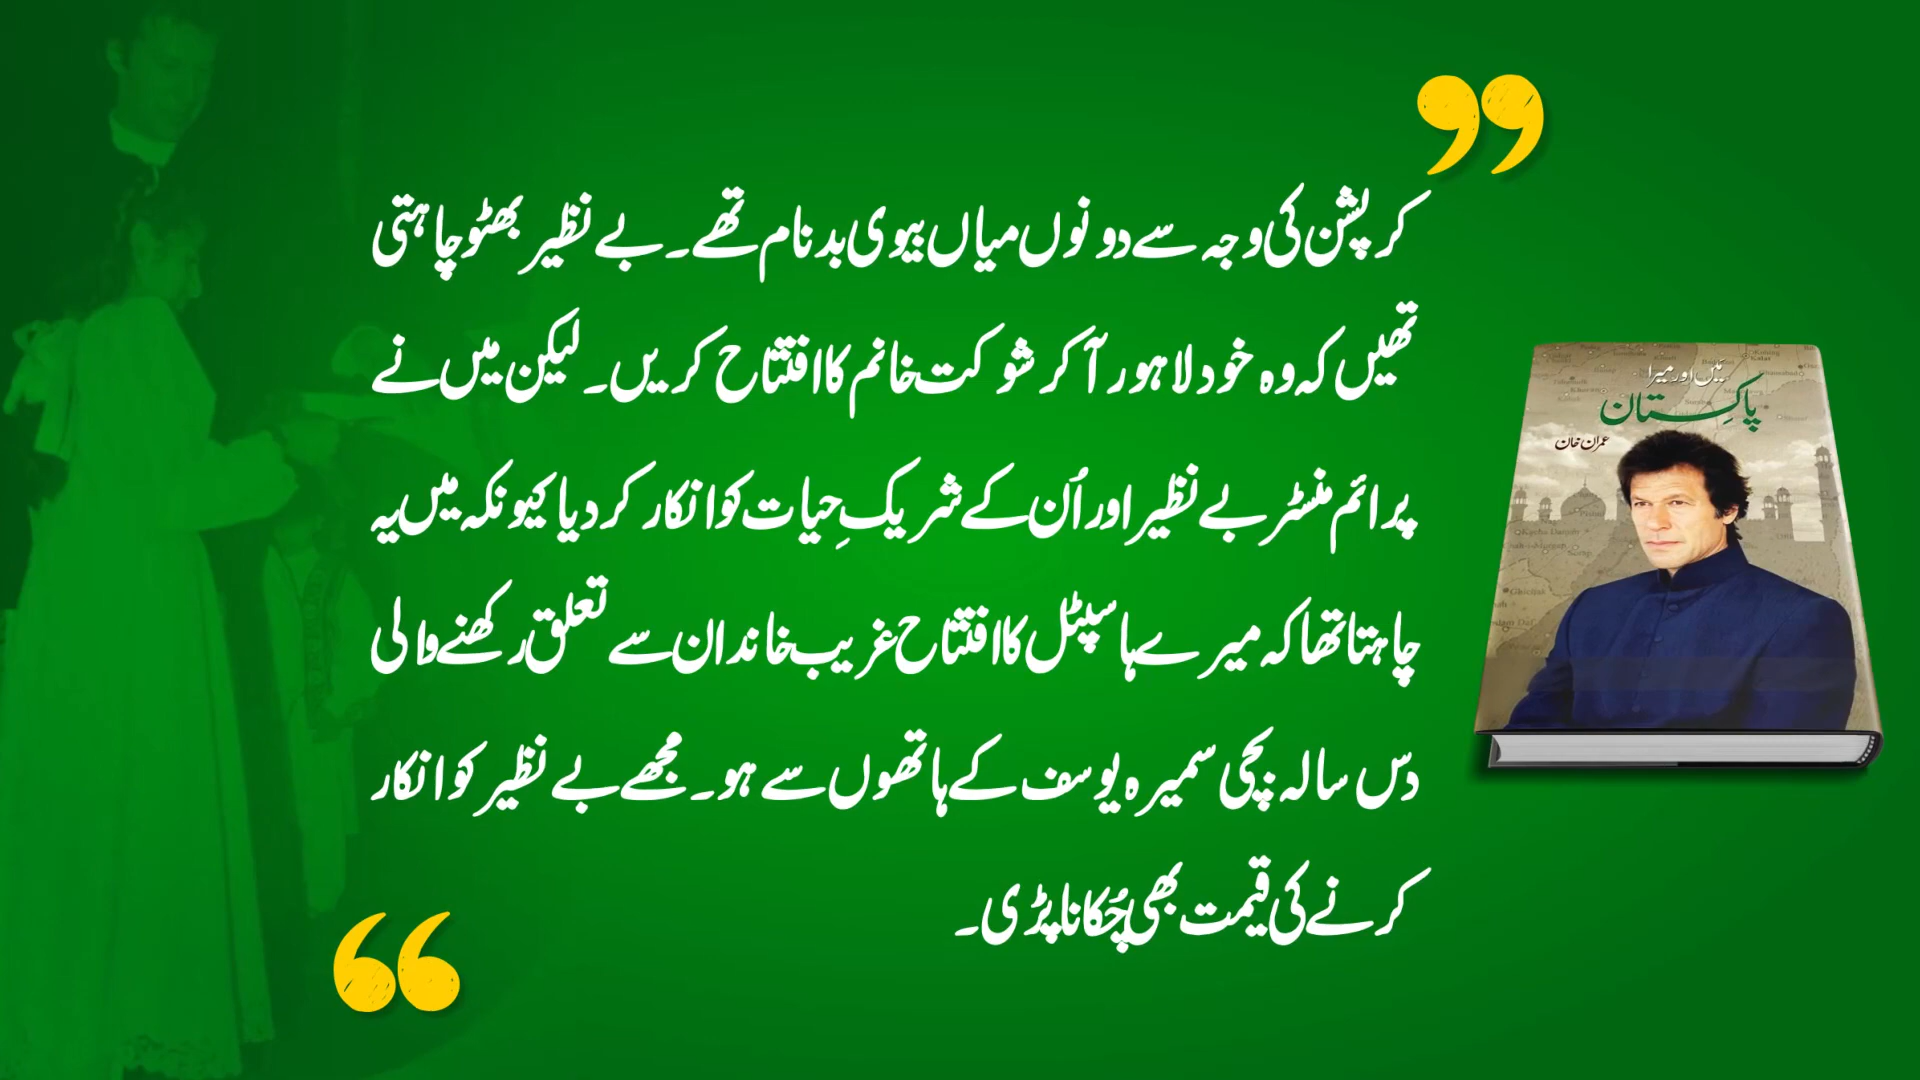 کرپشن کی وجہ سے دونوں میاں بیوی بدنام تھے۔ بے نظیر بھٹو چاہتی
تھیں کہ وہ خود لاہور آ کر شوکت خانم کا افتتاح کریں۔ لیکن میں نے
پرائم منسٹر بے نظیر اور اُن کے شریکِ حیات کو انکار کر دیا کیونکہ میں یہ
چاہتا تھا کہ میرے ہاسپٹل کا افتتاح غریب خاندان سے تعلق رکھنے والی
دس سالہ بچی سمیرہ یوسف کے ہاتھوں سے ہو۔ مجھے بے نظیر کو انکار
کرنے کی قیمت بھی چُکانا پڑی۔
میں اور میرا
پاکستان
عمران خان